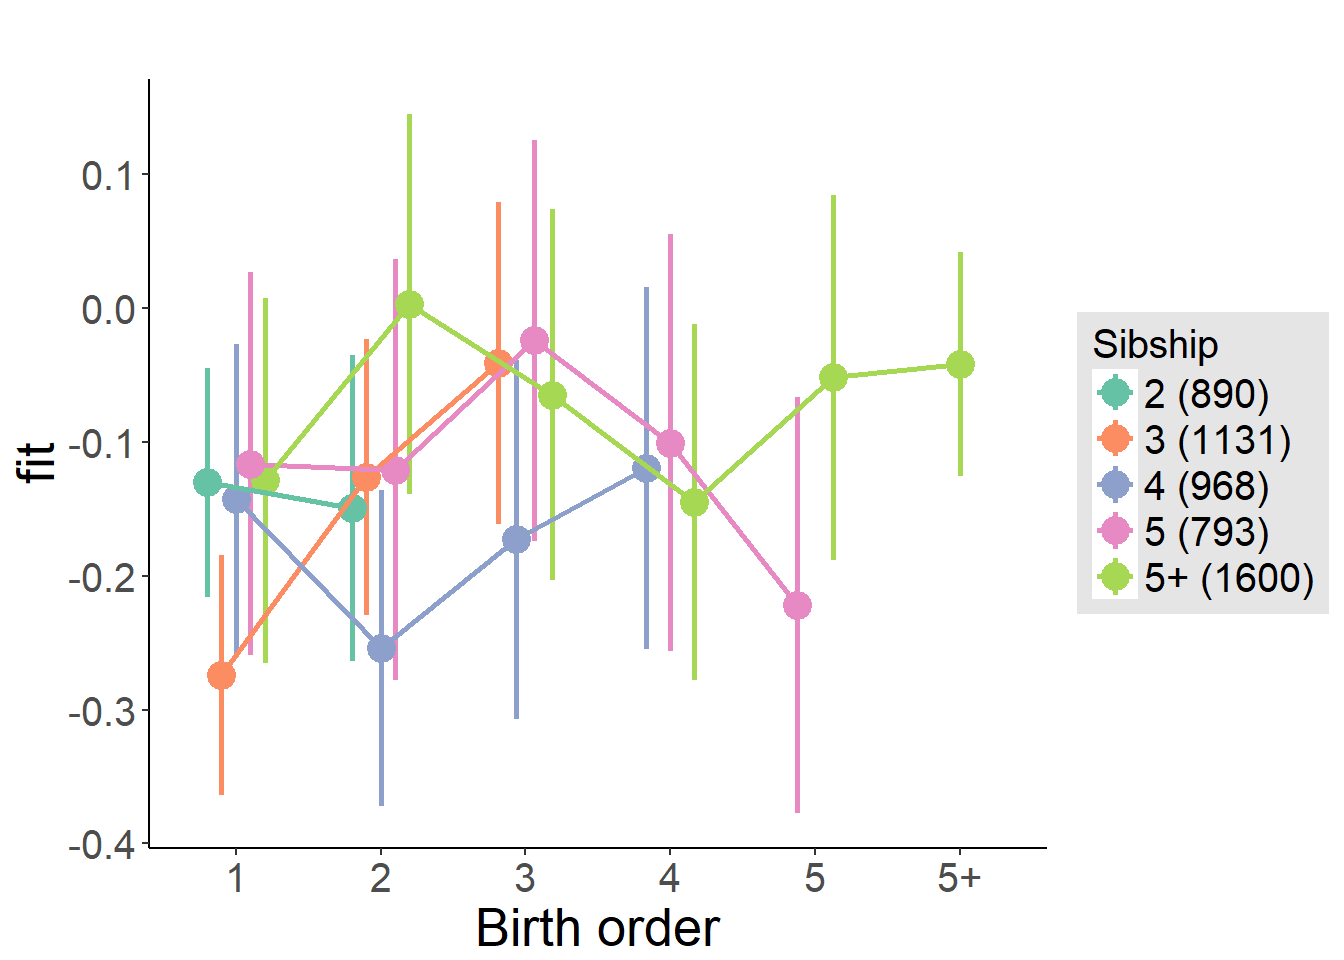 0.1
0.0
-0.1
-0.2
-0.3
-0.4
fit
1 2 3 4 5 5+
Birth order
Sibship
2 (890)
3 (1131)
4 (968)
5 (793)
5+ (1600)